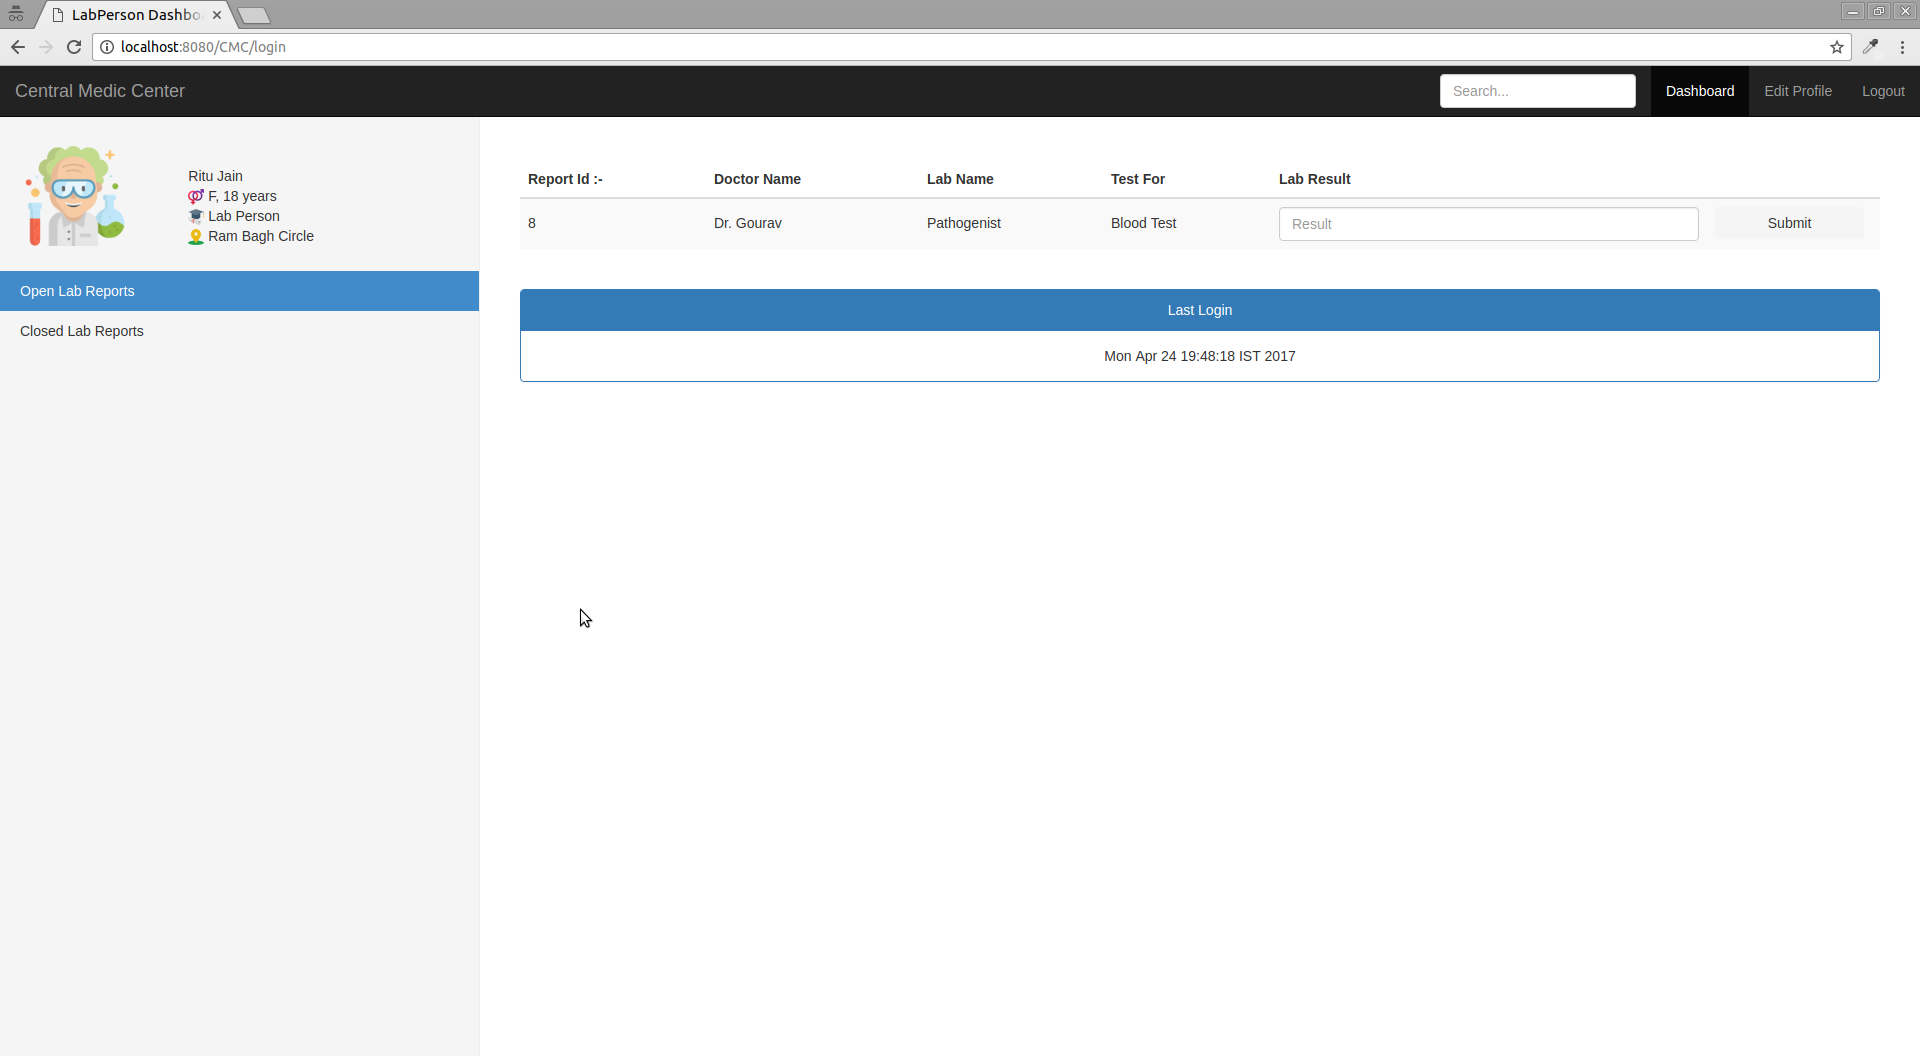 LabPerson Dashbo
localhost:8080/CMC/login
Central Medic Center
Search...
Dashboard
Edit Profile
Logout
Ritu Jain
F, 18 years
Lab Person
Ram Bagh Circle
Open Lab Reports
Closed Lab Reports
Report Id :- Doctor Name Lab Name Test For Lab Result
8 Dr. Gourav Pathogenist Blood Test Result Submit
Last Login
Mon Apr 24 19:48:18 IST 2017